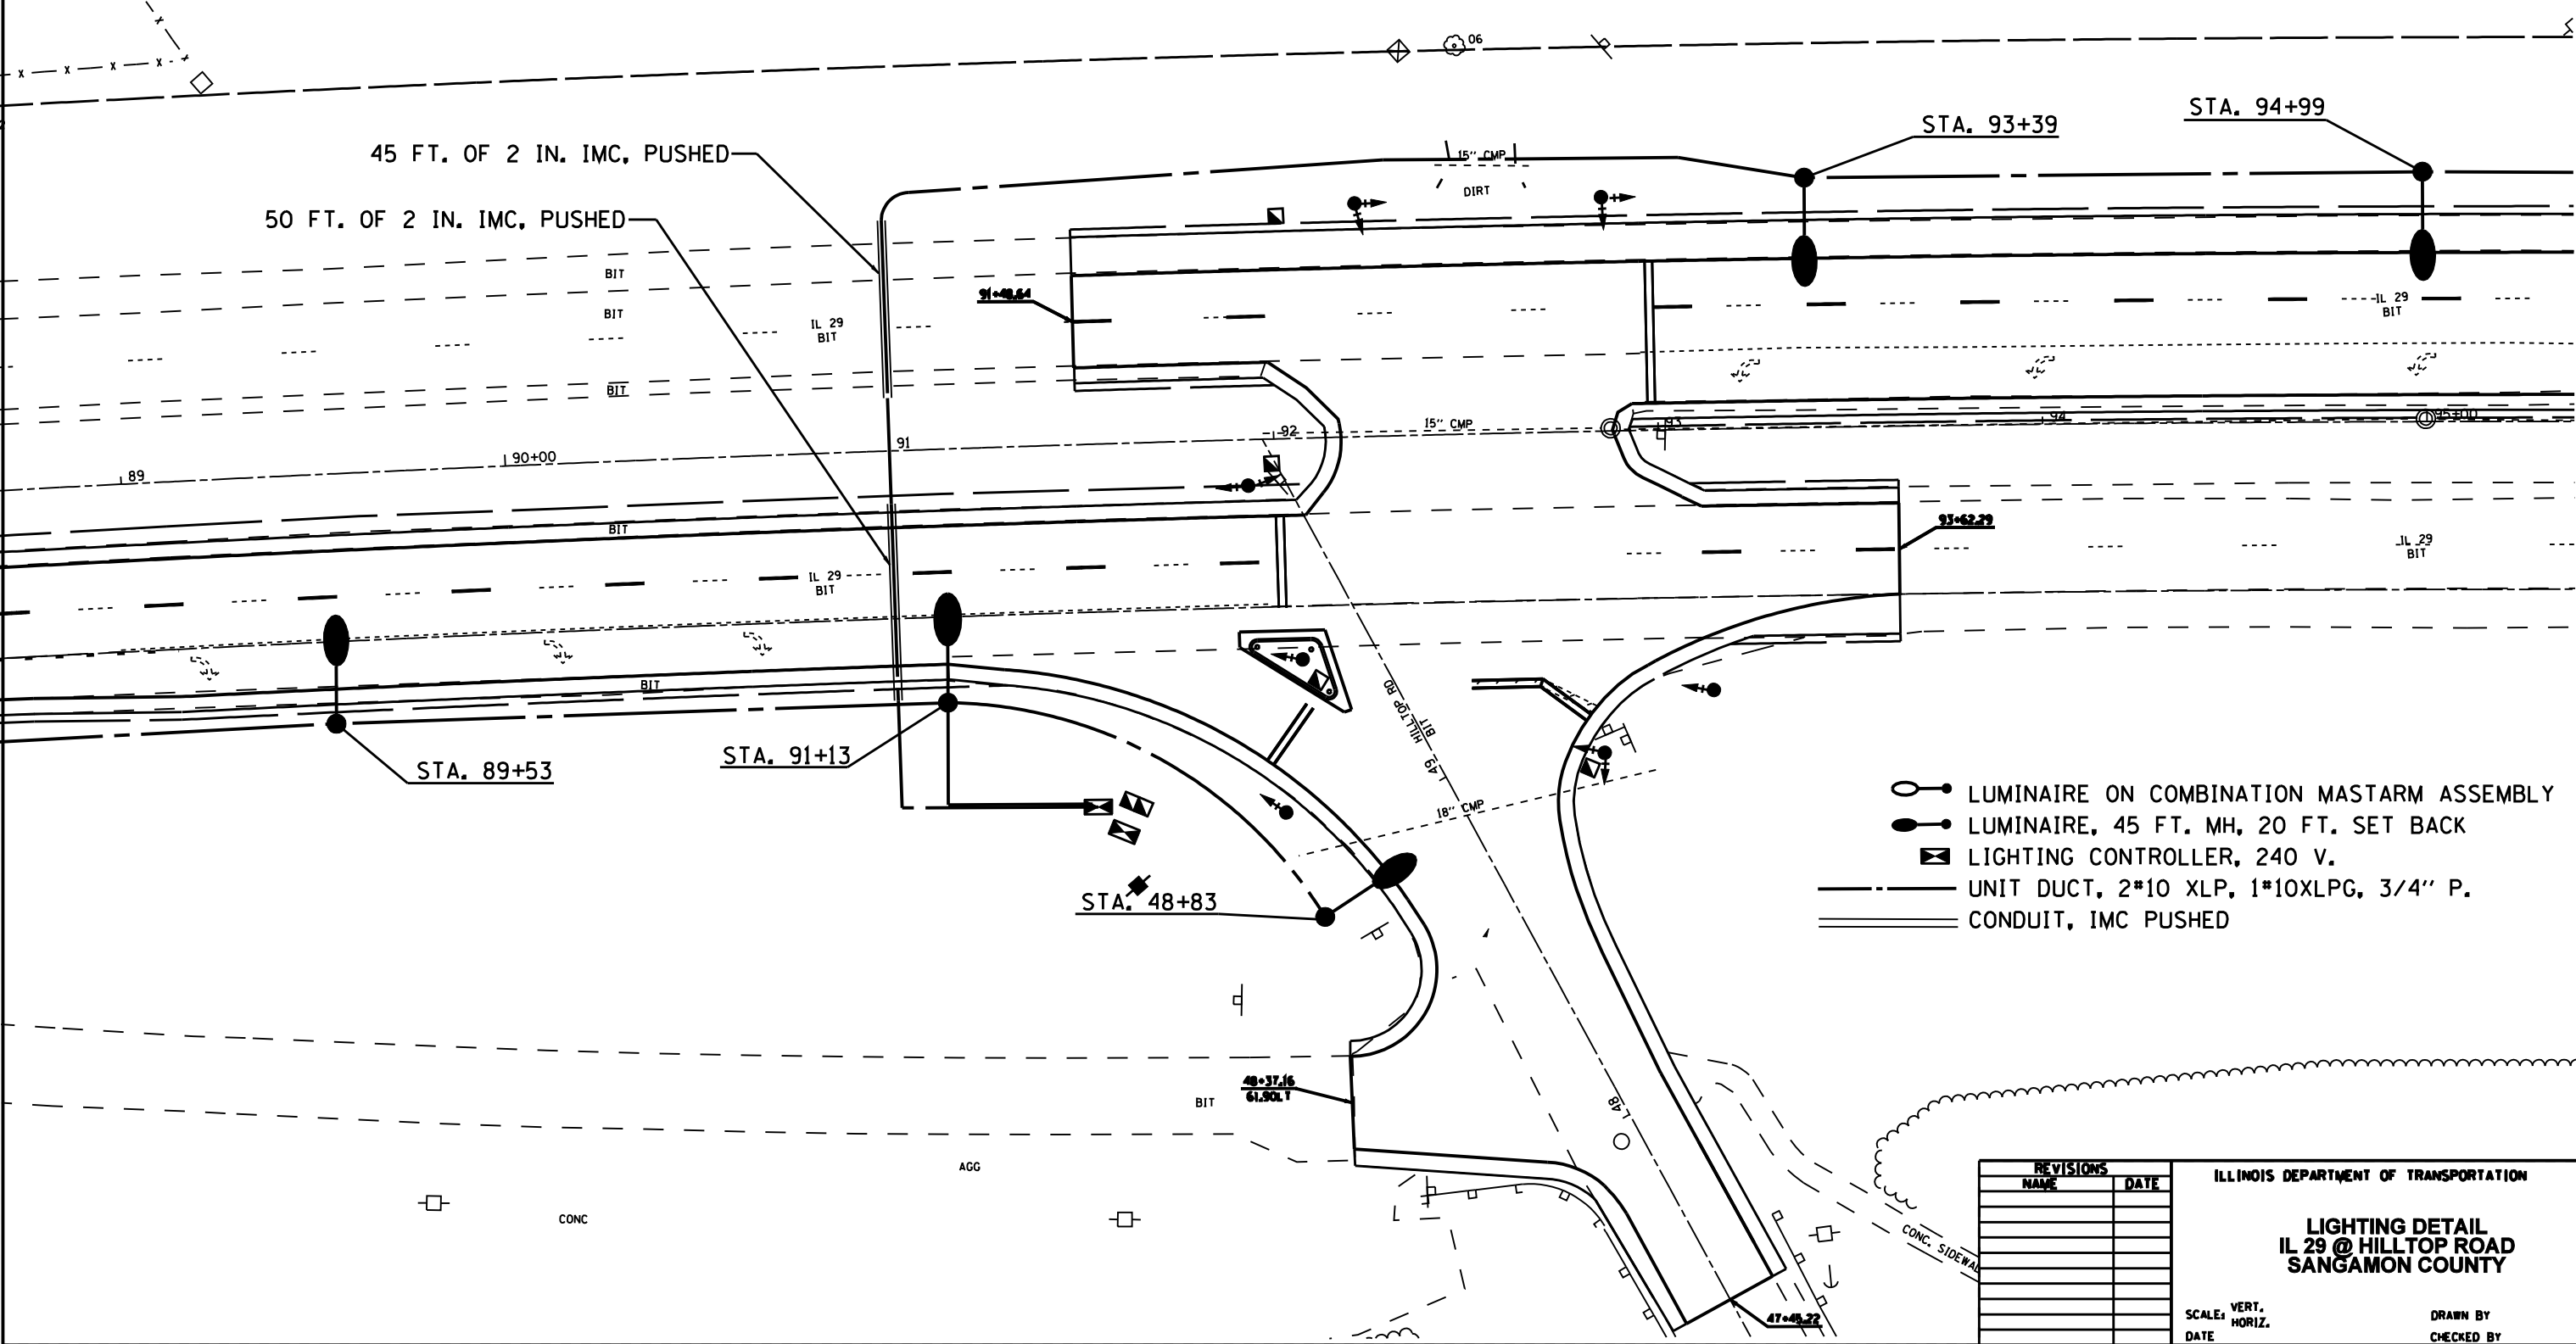 06
STA. 94+99
STA. 93+39
45 FT. OF 2 IN. IMC, PUSHED
15" CMP
DIRT
50 FT. OF 2 IN. IMC, PUSHED
BIT
BIT
91+48.64
IL 29
BIT
IL 29
BIT
BIT
92
15" CMP
93
94
95+00
91
90+00
89
BIT
93+62.29
IL 29
BIT
IL 29
BIT
BIT
HILLTOP RD
BIT
STA. 89+53
STA. 91+13
49
18" CMP
STA. 48+83
LUMINAIRE ON COMBINATION MASTARM ASSEMBLY
LUMINAIRE, 45 FT. MH, 20 FT. SET BACK
LIGHTING CONTROLLER, 240 V.
UNIT DUCT, 2#10 XLP, 1#10XLPG, 3/4" P.
CONDUIT, IMC PUSHED
48+37.16
61.90LT
BIT
48
AGG
CONC
CONC. SIDEWAL
47+45.22
REVISIONS
NAME DATE
ILLINOIS DEPARTMENT OF TRANSPORTATION
LIGHTING DETAIL
IL 29 @ HILLTOP ROAD
SANGAMON COUNTY
SCALE: VERT.
HORIZ.
DATE
DRAWN BY
CHECKED BY